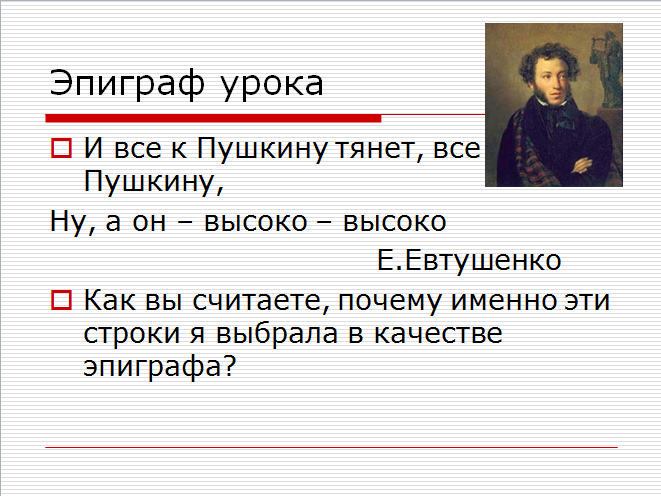 Эпиграф урока
И все к Пушкину тянет, все
Пушкину,
Ну, а он – высоко – высоко
Е.Евтушенко
Как вы считаете, почему именно эти
строки я выбрала в качестве
эпиграфа?